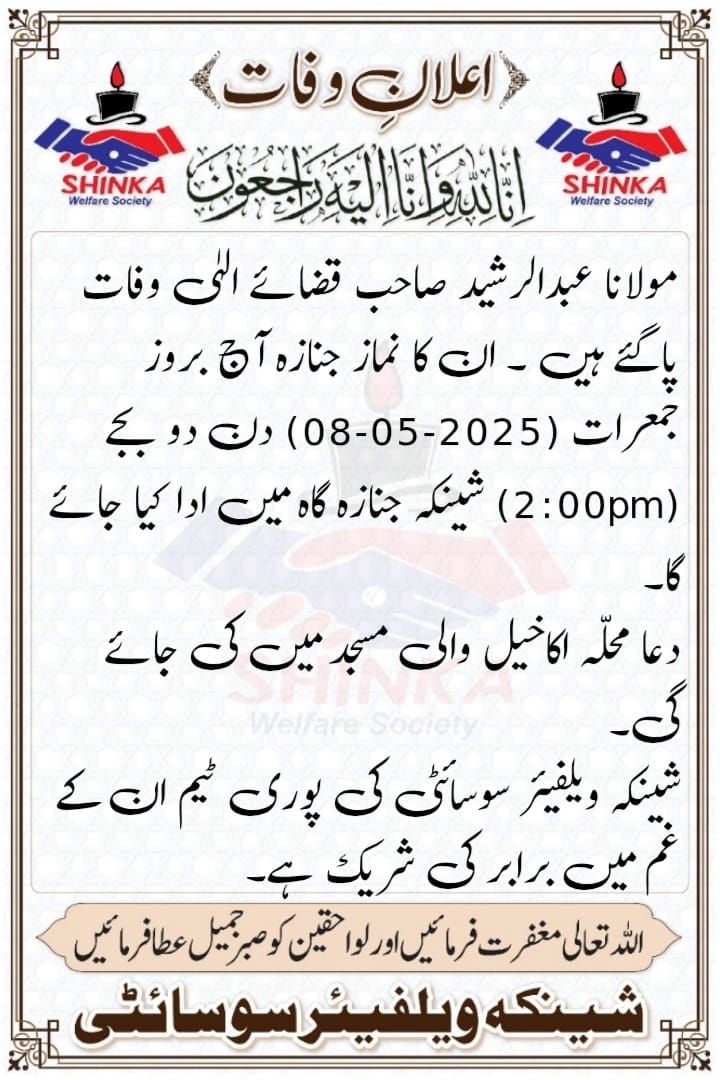 اعلانِ وفات
SHINKA
Welfare Society
SHINKA
Welfare Society
اِنَّا لِلّٰهِ وَاِنَّا اِلَيْهِ رَاجِعُوْنَ
مولانا عبدالرشید صاحب قضائے الٰہی وفات
پاگئے ہیں ۔ ان کا نماز جنازہ آج بروز
جمعرات (08-05-2025) دن دو بجے
(2:00pm) شینکہ جنازہ گاہ میں ادا کیا جائے
گا۔
دعا محلّہ اکاخیل والی مسجد میں کی جائے
گی۔
شینکہ ویلفیئر سوسائٹی کی پوری ٹیم ان کے
غم میں برابر کی شریک ہے۔
SHINKA
Welfare Society
اللہ تعالی مغفرت فرمائیں اور لواحقین کو صبر جمیل عطا فرمائیں
شینکہ ویلفیئر سوسائٹی